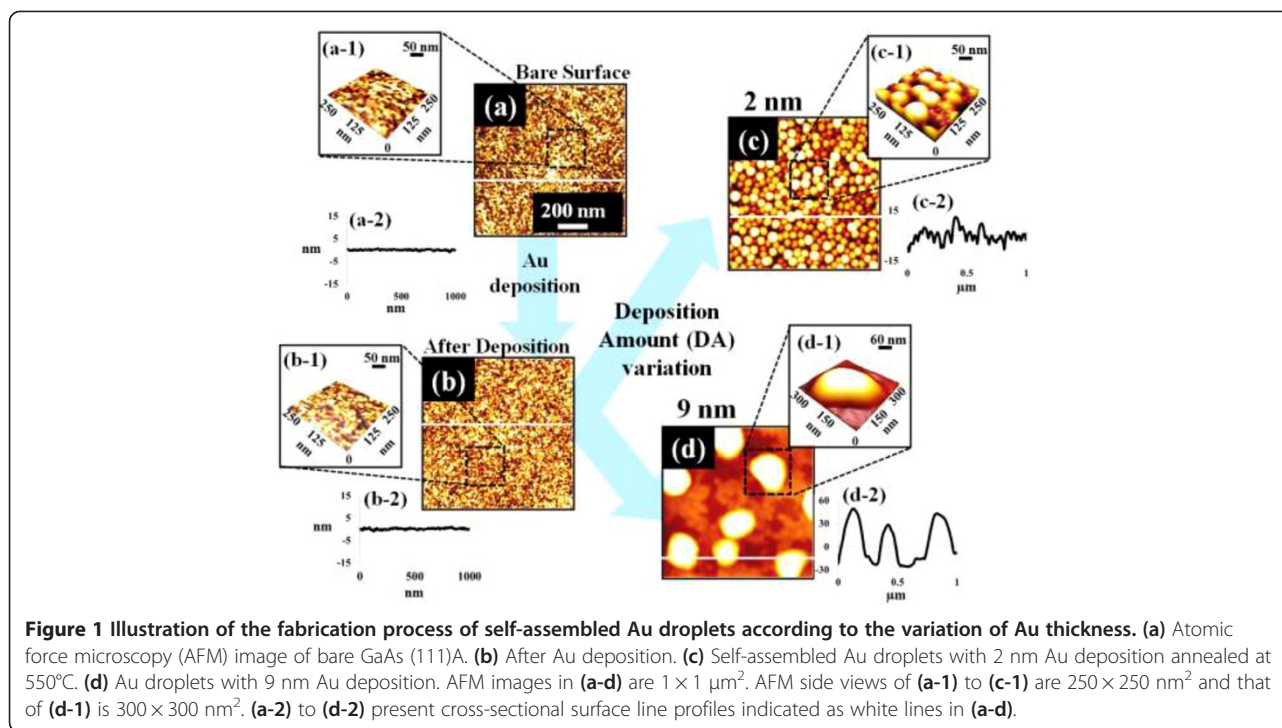 (a-1)
50 nm
250
125
nm
0
125
250
nm
Bare Surface
(a)
200 nm
(a-2)
15
5
nm
-5
-15
0
500
1000
nm
Au
deposition
2 nm
(c)
(c-1)
50 nm
250
125
nm
0
125
250
nm
(c-2)
15
-15
0
0.5
1
µm
Deposition
Amount (DA)
variation
After Deposition
(b)
(b-1)
50 nm
250
125
nm
0
125
250
nm
(b-2)
15
5
nm
-5
-15
0
500
1000
nm
9 nm
(d)
(d-1)
60 nm
300
150
nm
0
150
300
nm
(d-2)
60
30
0
-30
0
0.5
1
µm
Figure 1 Illustration of the fabrication process of self-assembled Au droplets according to the variation of Au thickness. (a) Atomic
force microscopy (AFM) image of bare GaAs (111)A. (b) After Au deposition. (c) Self-assembled Au droplets with 2 nm Au deposition annealed at
550°C. (d) Au droplets with 9 nm Au deposition. AFM images in (a-d) are 1 × 1 µm². AFM side views of (a-1) to (c-1) are 250 × 250 nm² and that
of (d-1) is 300 × 300 nm². (a-2) to (d-2) present cross-sectional surface line profiles indicated as white lines in (a-d).